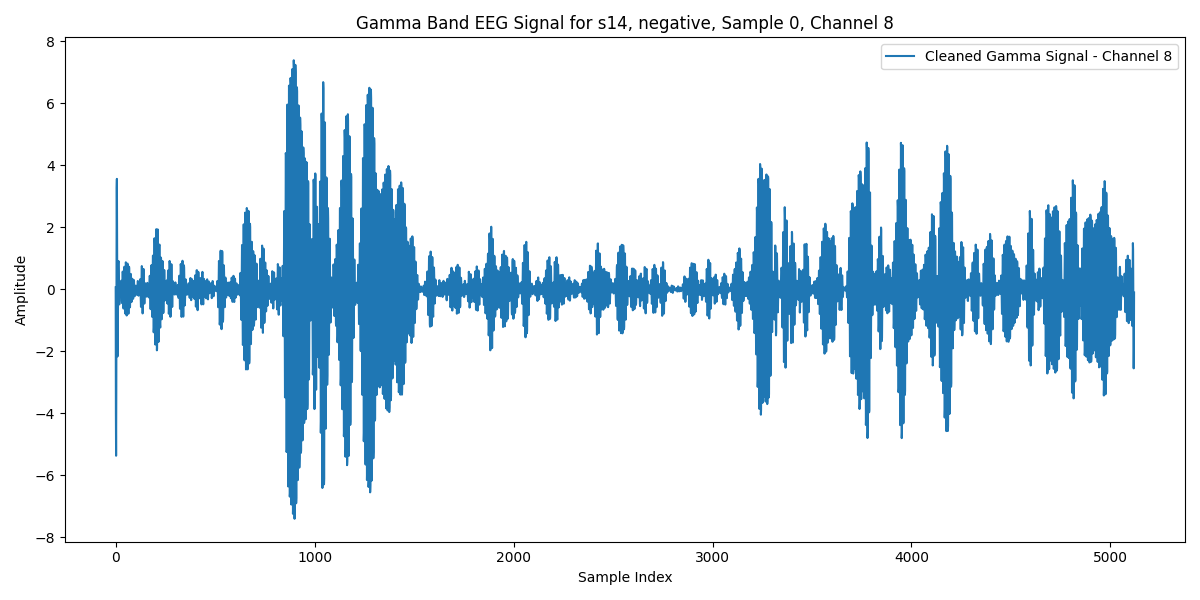 Gamma Band EEG Signal for s14, negative, Sample 0, Channel 8
Cleaned Gamma Signal - Channel 8
Amplitude
8
6
4
2
0
−2
−4
−6
−8
0 1000 2000 3000 4000 5000
Sample Index